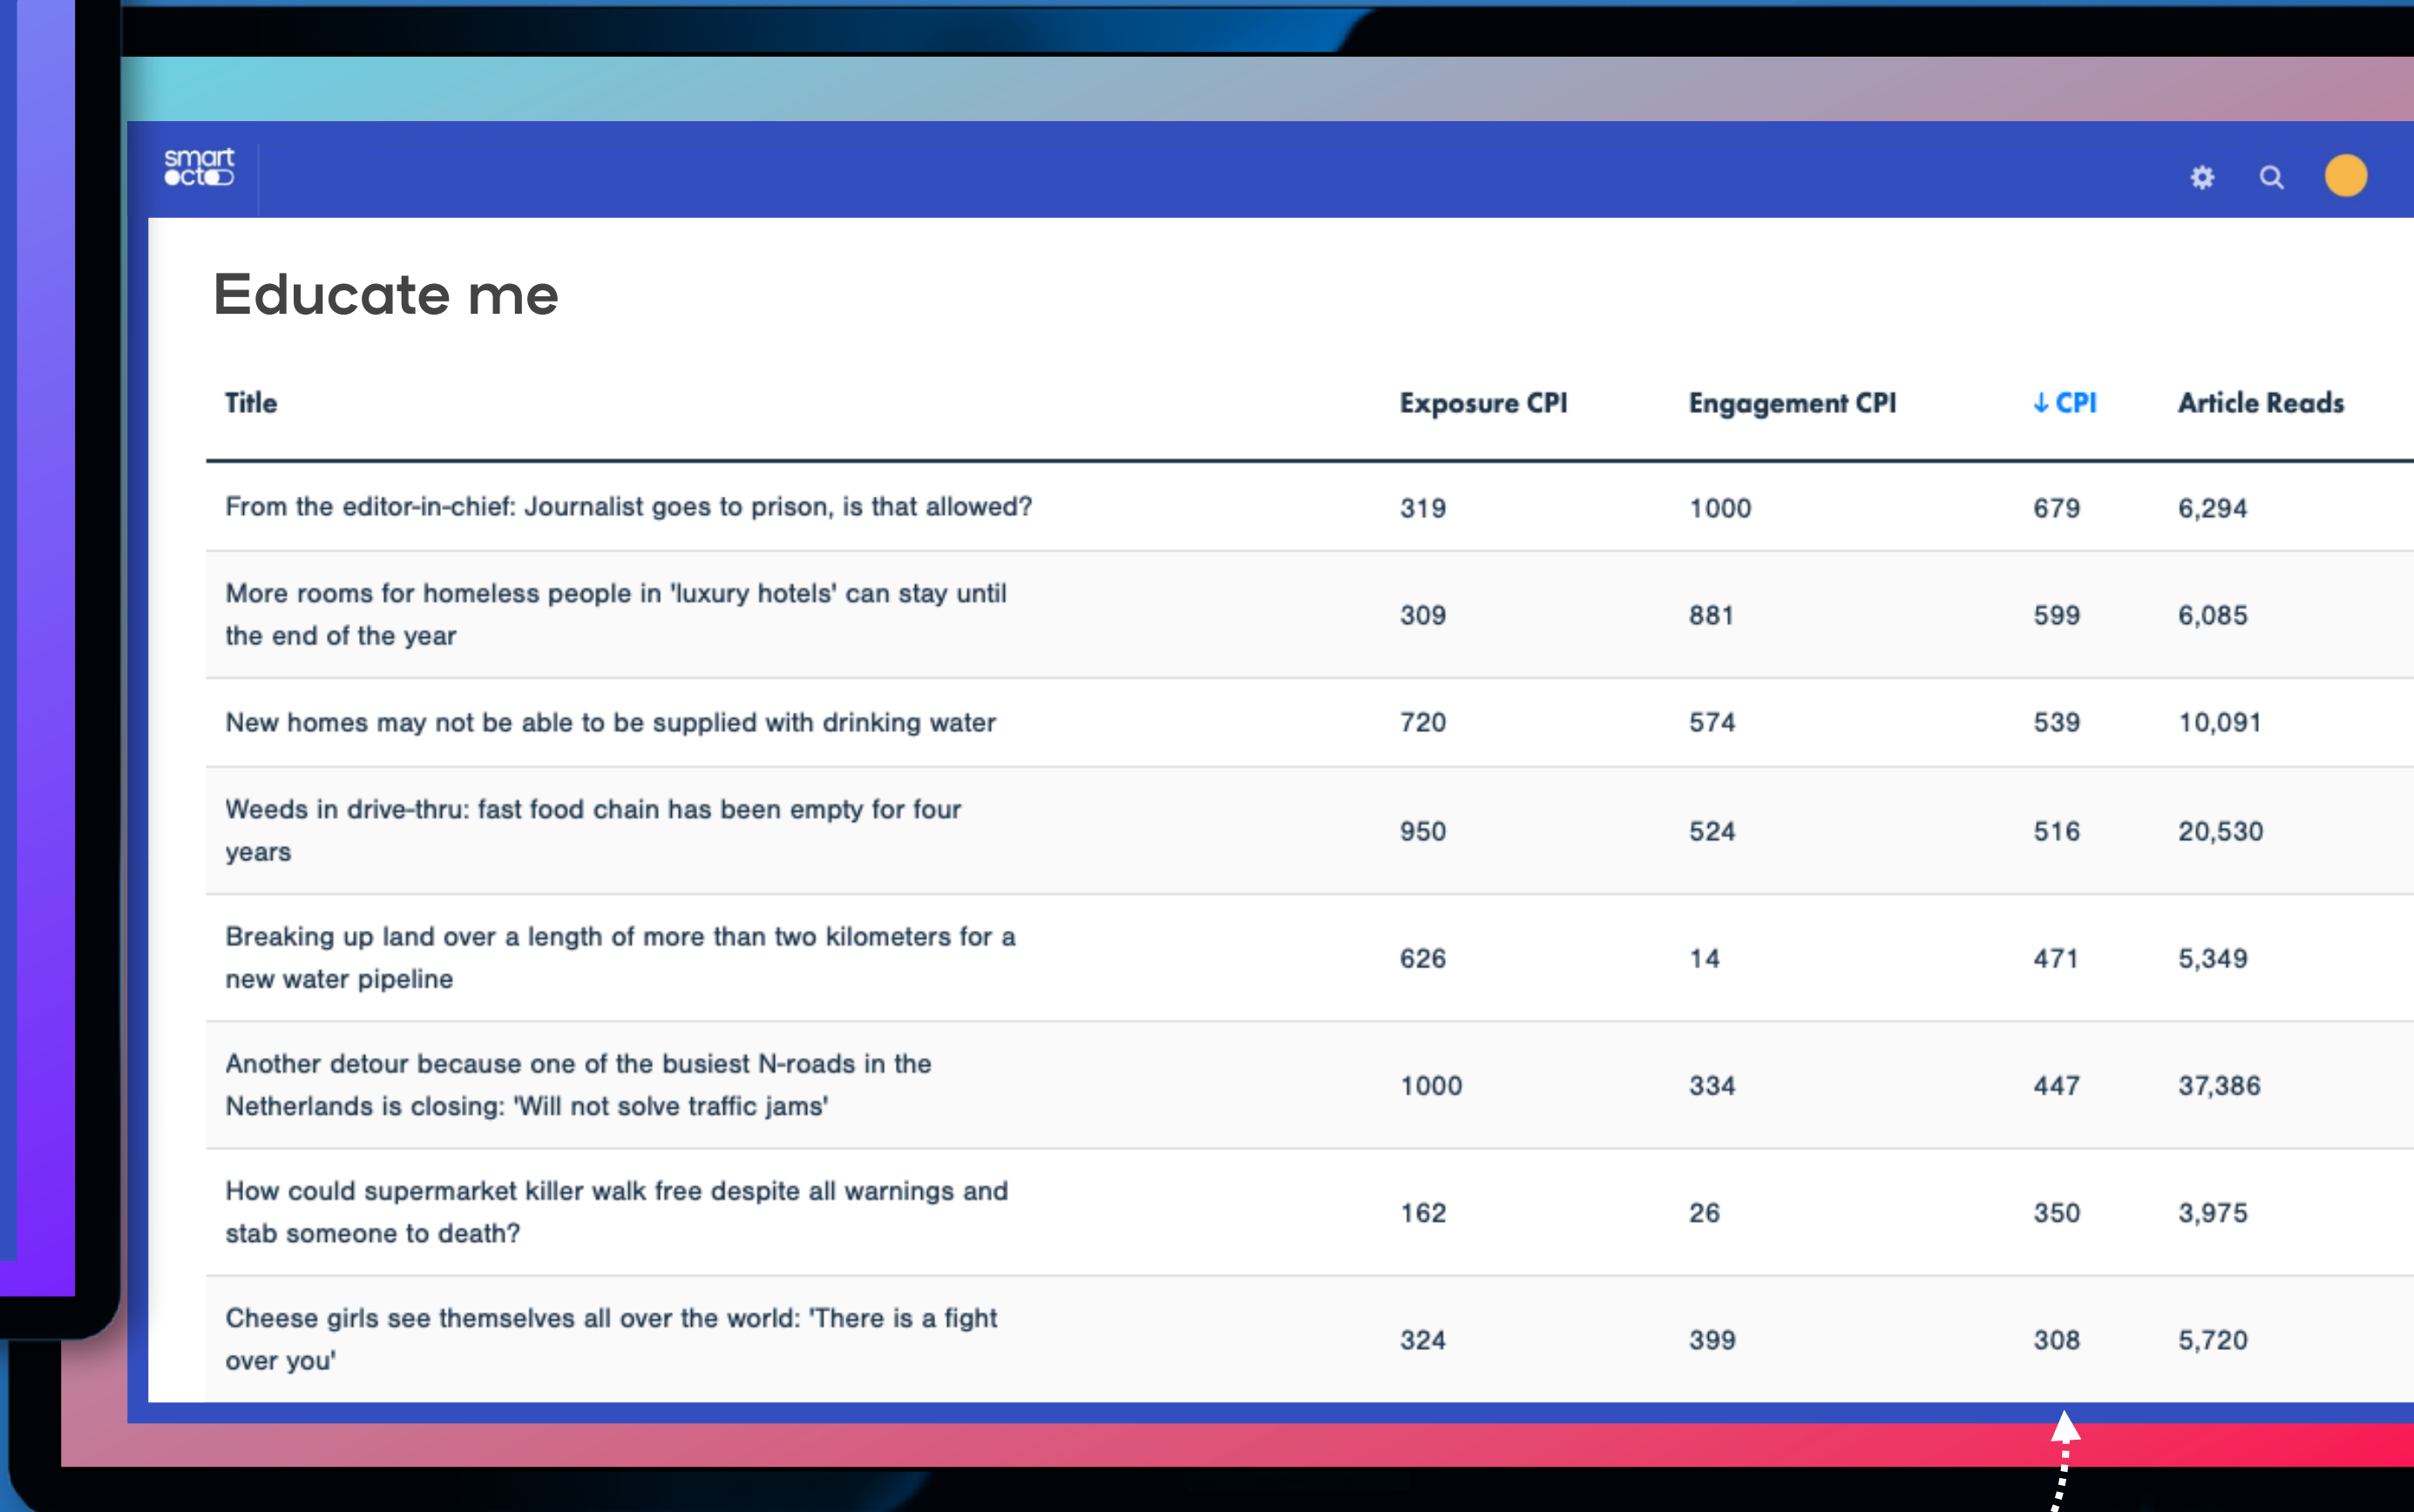 smart
octo
Educate me
Title Exposure CPI Engagement CPI ↓ CPI Article Reads
From the editor-in-chief: Journalist goes to prison, is that allowed? 319 1000 679 6,294
More rooms for homeless people in 'luxury hotels' can stay until
the end of the year 309 881 599 6,085
New homes may not be able to be supplied with drinking water 720 574 539 10,091
Weeds in drive-thru: fast food chain has been empty for four
years 950 524 516 20,530
Breaking up land over a length of more than two kilometers for a
new water pipeline 626 14 471 5,349
Another detour because one of the busiest N-roads in the
Netherlands is closing: 'Will not solve traffic jams' 1000 334 447 37,386
How could supermarket killer walk free despite all warnings and
stab someone to death? 162 26 350 3,975
Cheese girls see themselves all over the world: 'There is a fight
over you' 324 399 308 5,720